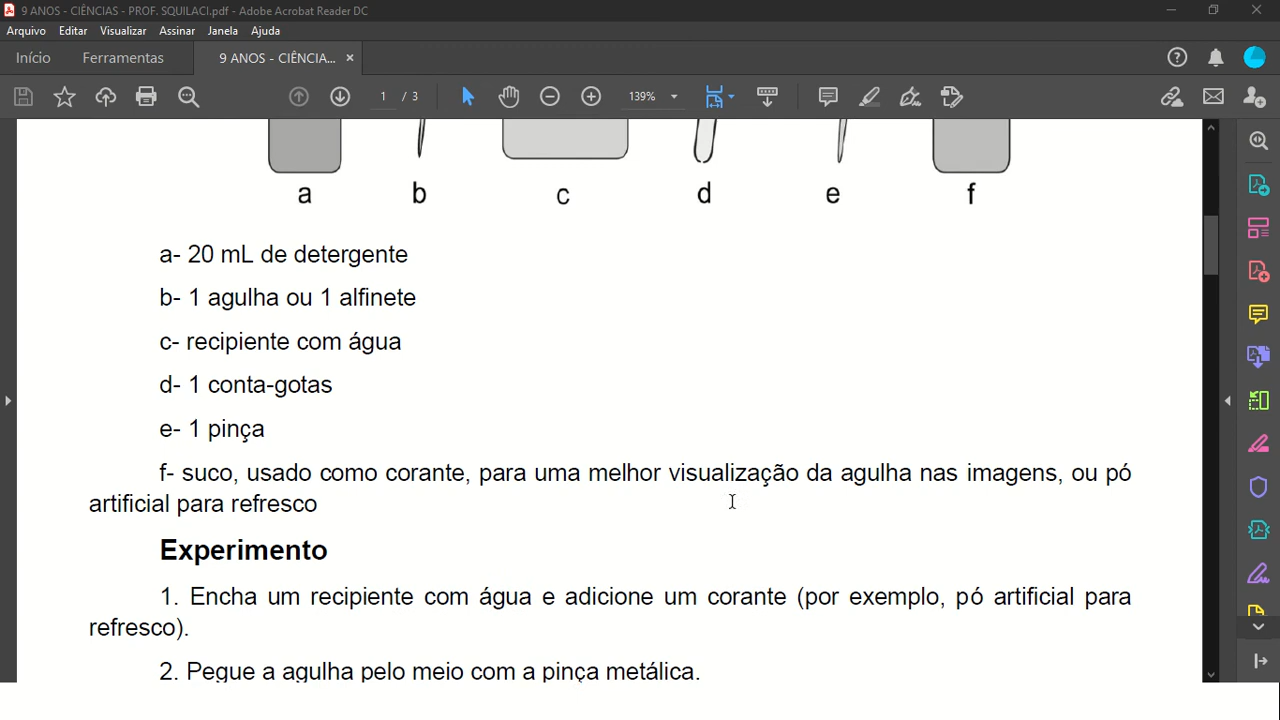 9 ANOS - CIÊNCIAS - PROF. SQUILACI.pdf - Adobe Acrobat Reader DC
Arquivo Editar Visualizar Assinar Janela Ajuda
Início Ferramentas 9 ANOS - CIÊNCIA... ×
1 / 3 139%
a b c d e f
a- 20 mL de detergente
b- 1 agulha ou 1 alfinete
c- recipiente com água
d- 1 conta-gotas
e- 1 pinça
f- suco, usado como corante, para uma melhor visualização da agulha nas imagens, ou pó
artificial para refresco
Experimento
1. Encha um recipiente com água e adicione um corante (por exemplo, pó artificial para
refresco).
2. Pegue a agulha pelo meio com a pinça metálica.